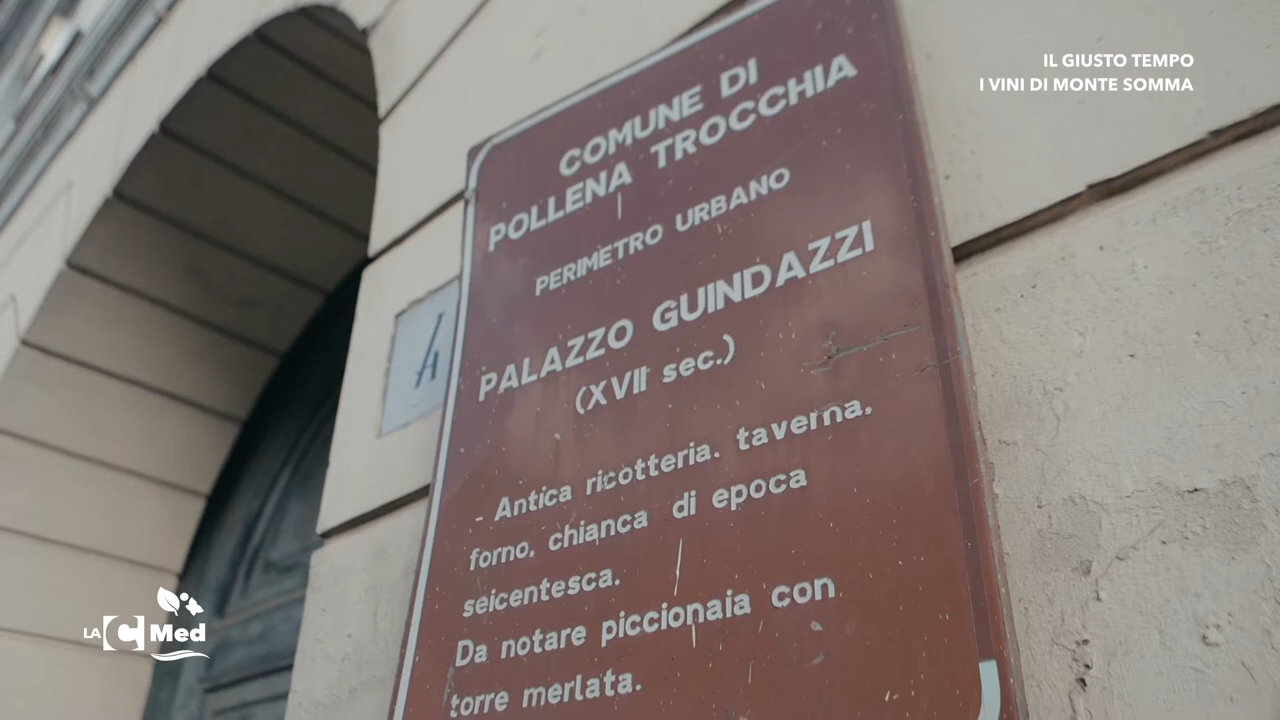 IL GIUSTO TEMPO
I VINI DI MONTE SOMMA
COMUNE DI
POLLENA TROCCHIA
PERIMETRO URBANO
PALAZZO GUINDAZZI
(XVII sec.)
- Antica ricotteria. taverna.
forno. chianca di epoca
seicentesca.
Da notare piccionaia con
torre merlata.
LA C Med